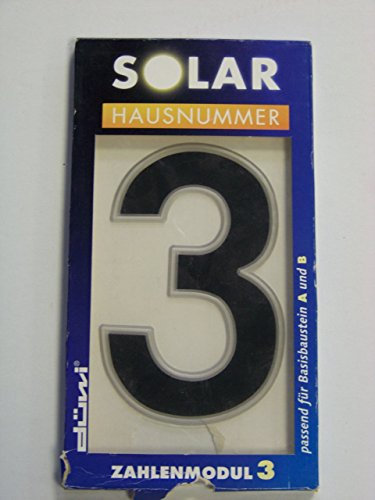 SOLAR
HAUSNUMMER
3
düwi®
passend für Basisbaustein A und B
ZAHLENMODUL 3